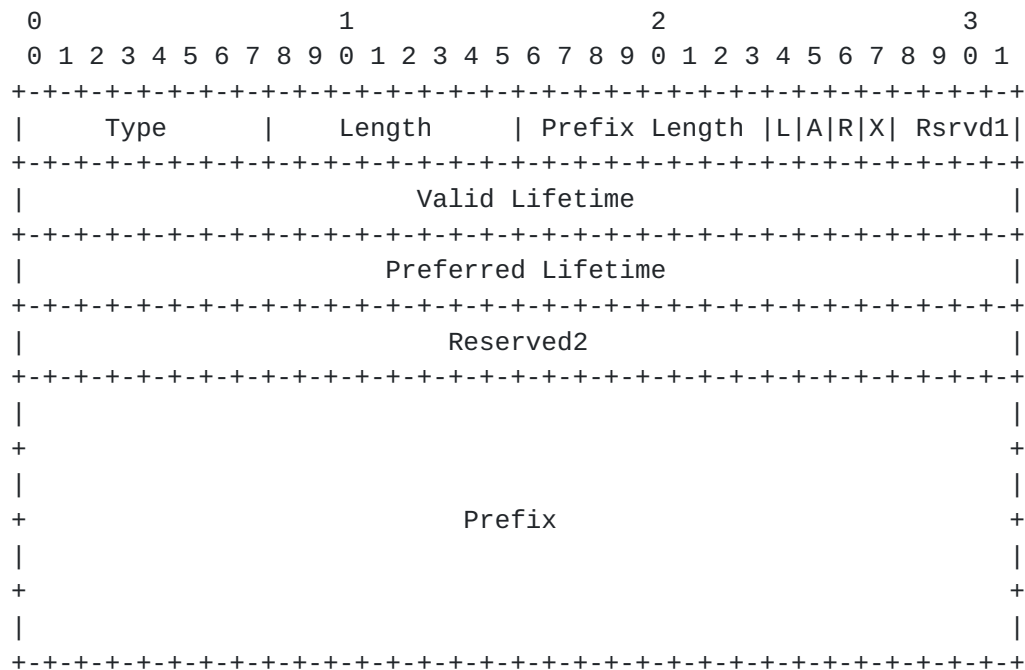 0                   1                   2                   3
 0 1 2 3 4 5 6 7 8 9 0 1 2 3 4 5 6 7 8 9 0 1 2 3 4 5 6 7 8 9 0 1
+-+-+-+-+-+-+-+-+-+-+-+-+-+-+-+-+-+-+-+-+-+-+-+-+-+-+-+-+-+-+-+-+
|     Type      |    Length     | Prefix Length |L|A|R|X| Rsrvd1|
+-+-+-+-+-+-+-+-+-+-+-+-+-+-+-+-+-+-+-+-+-+-+-+-+-+-+-+-+-+-+-+-+
|                         Valid Lifetime                        |
+-+-+-+-+-+-+-+-+-+-+-+-+-+-+-+-+-+-+-+-+-+-+-+-+-+-+-+-+-+-+-+-+
|                       Preferred Lifetime                      |
+-+-+-+-+-+-+-+-+-+-+-+-+-+-+-+-+-+-+-+-+-+-+-+-+-+-+-+-+-+-+-+-+
|                           Reserved2                           |
+-+-+-+-+-+-+-+-+-+-+-+-+-+-+-+-+-+-+-+-+-+-+-+-+-+-+-+-+-+-+-+-+
|                                                               |
+                                                               +
|                                                               |
+                            Prefix                             +
|                                                               |
+                                                               +
|                                                               |
+-+-+-+-+-+-+-+-+-+-+-+-+-+-+-+-+-+-+-+-+-+-+-+-+-+-+-+-+-+-+-+-+